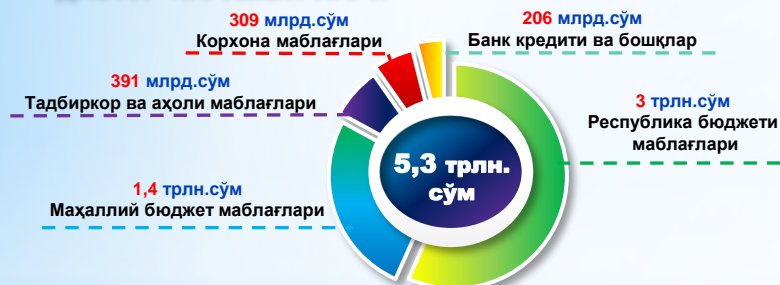 309 млрд.сўм
Корхона маблағлари
206 млрд.сўм
Банк кредити ва бошқлар
391 млрд.сўм
Тадбиркор ва аҳоли маблағлари
3 трлн.сўм
Республика бюджети
маблағлари
5,3 трлн.
сўм
1,4 трлн.сўм
Маҳаллий бюджет маблағлари